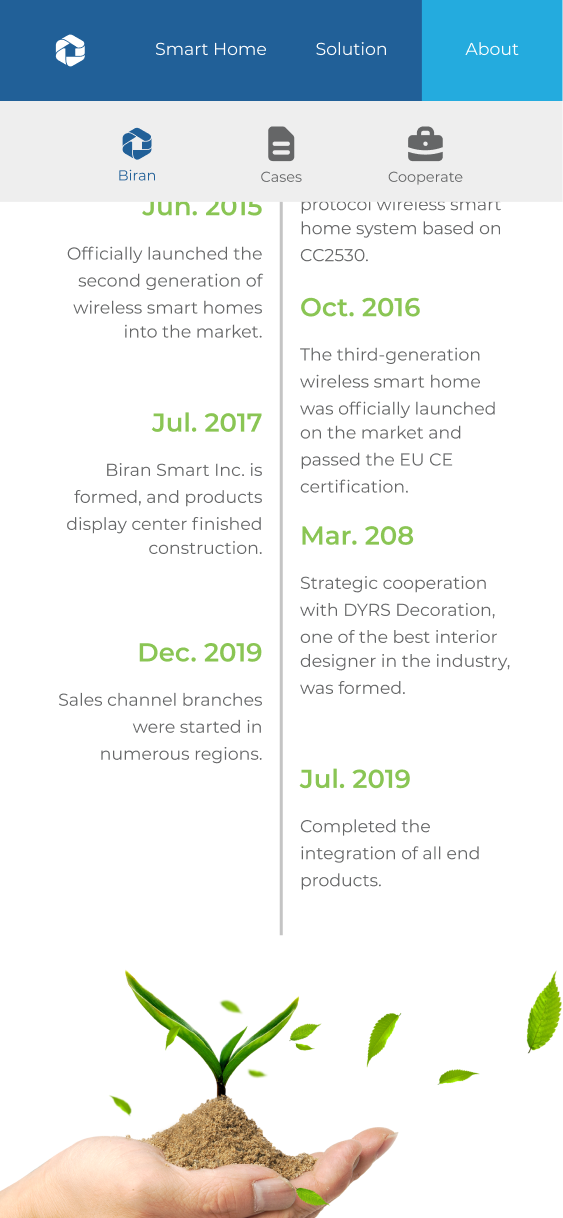 Smart Home
Solution
About
Biran
Cases
Cooperate
Jun. 2015
Officially launched the
second generation of
wireless smart homes
into the market.
protocol wireless smart
home system based on
CC2530.
Oct. 2016
The third-generation
wireless smart home
was officially launched
on the market and
passed the EU CE
certification.
Jul. 2017
Biran Smart Inc. is
formed, and products
display center finished
construction.
Mar. 208
Strategic cooperation
with DYRS Decoration,
one of the best interior
designer in the industry,
was formed.
Dec. 2019
Sales channel branches
were started in
numerous regions.
Jul. 2019
Completed the
integration of all end
products.